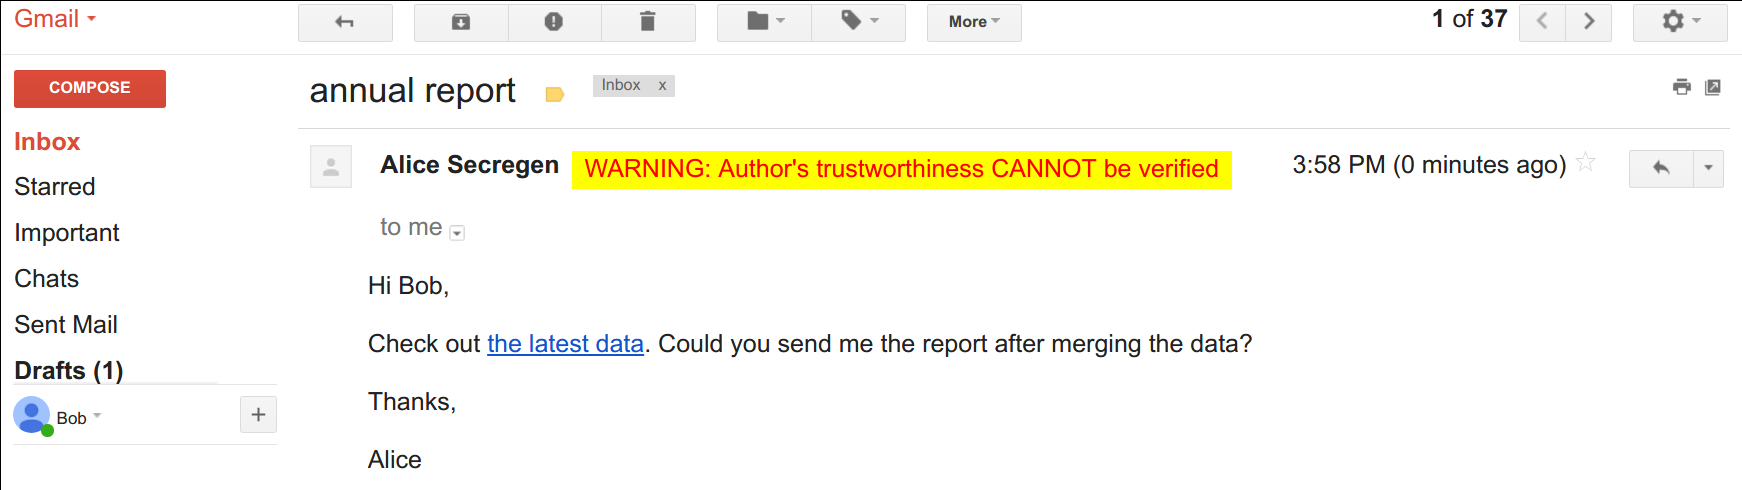 Gmail
More
1 of 37
COMPOSE
annual report
Inbox x
Inbox
Starred
Important
Chats
Sent Mail
Drafts (1)
Bob
+
Alice Secregen WARNING: Author's trustworthiness CANNOT be verified 3:58 PM (0 minutes ago)
to me
Hi Bob,
Check out the latest data. Could you send me the report after merging the data?
Thanks,
Alice